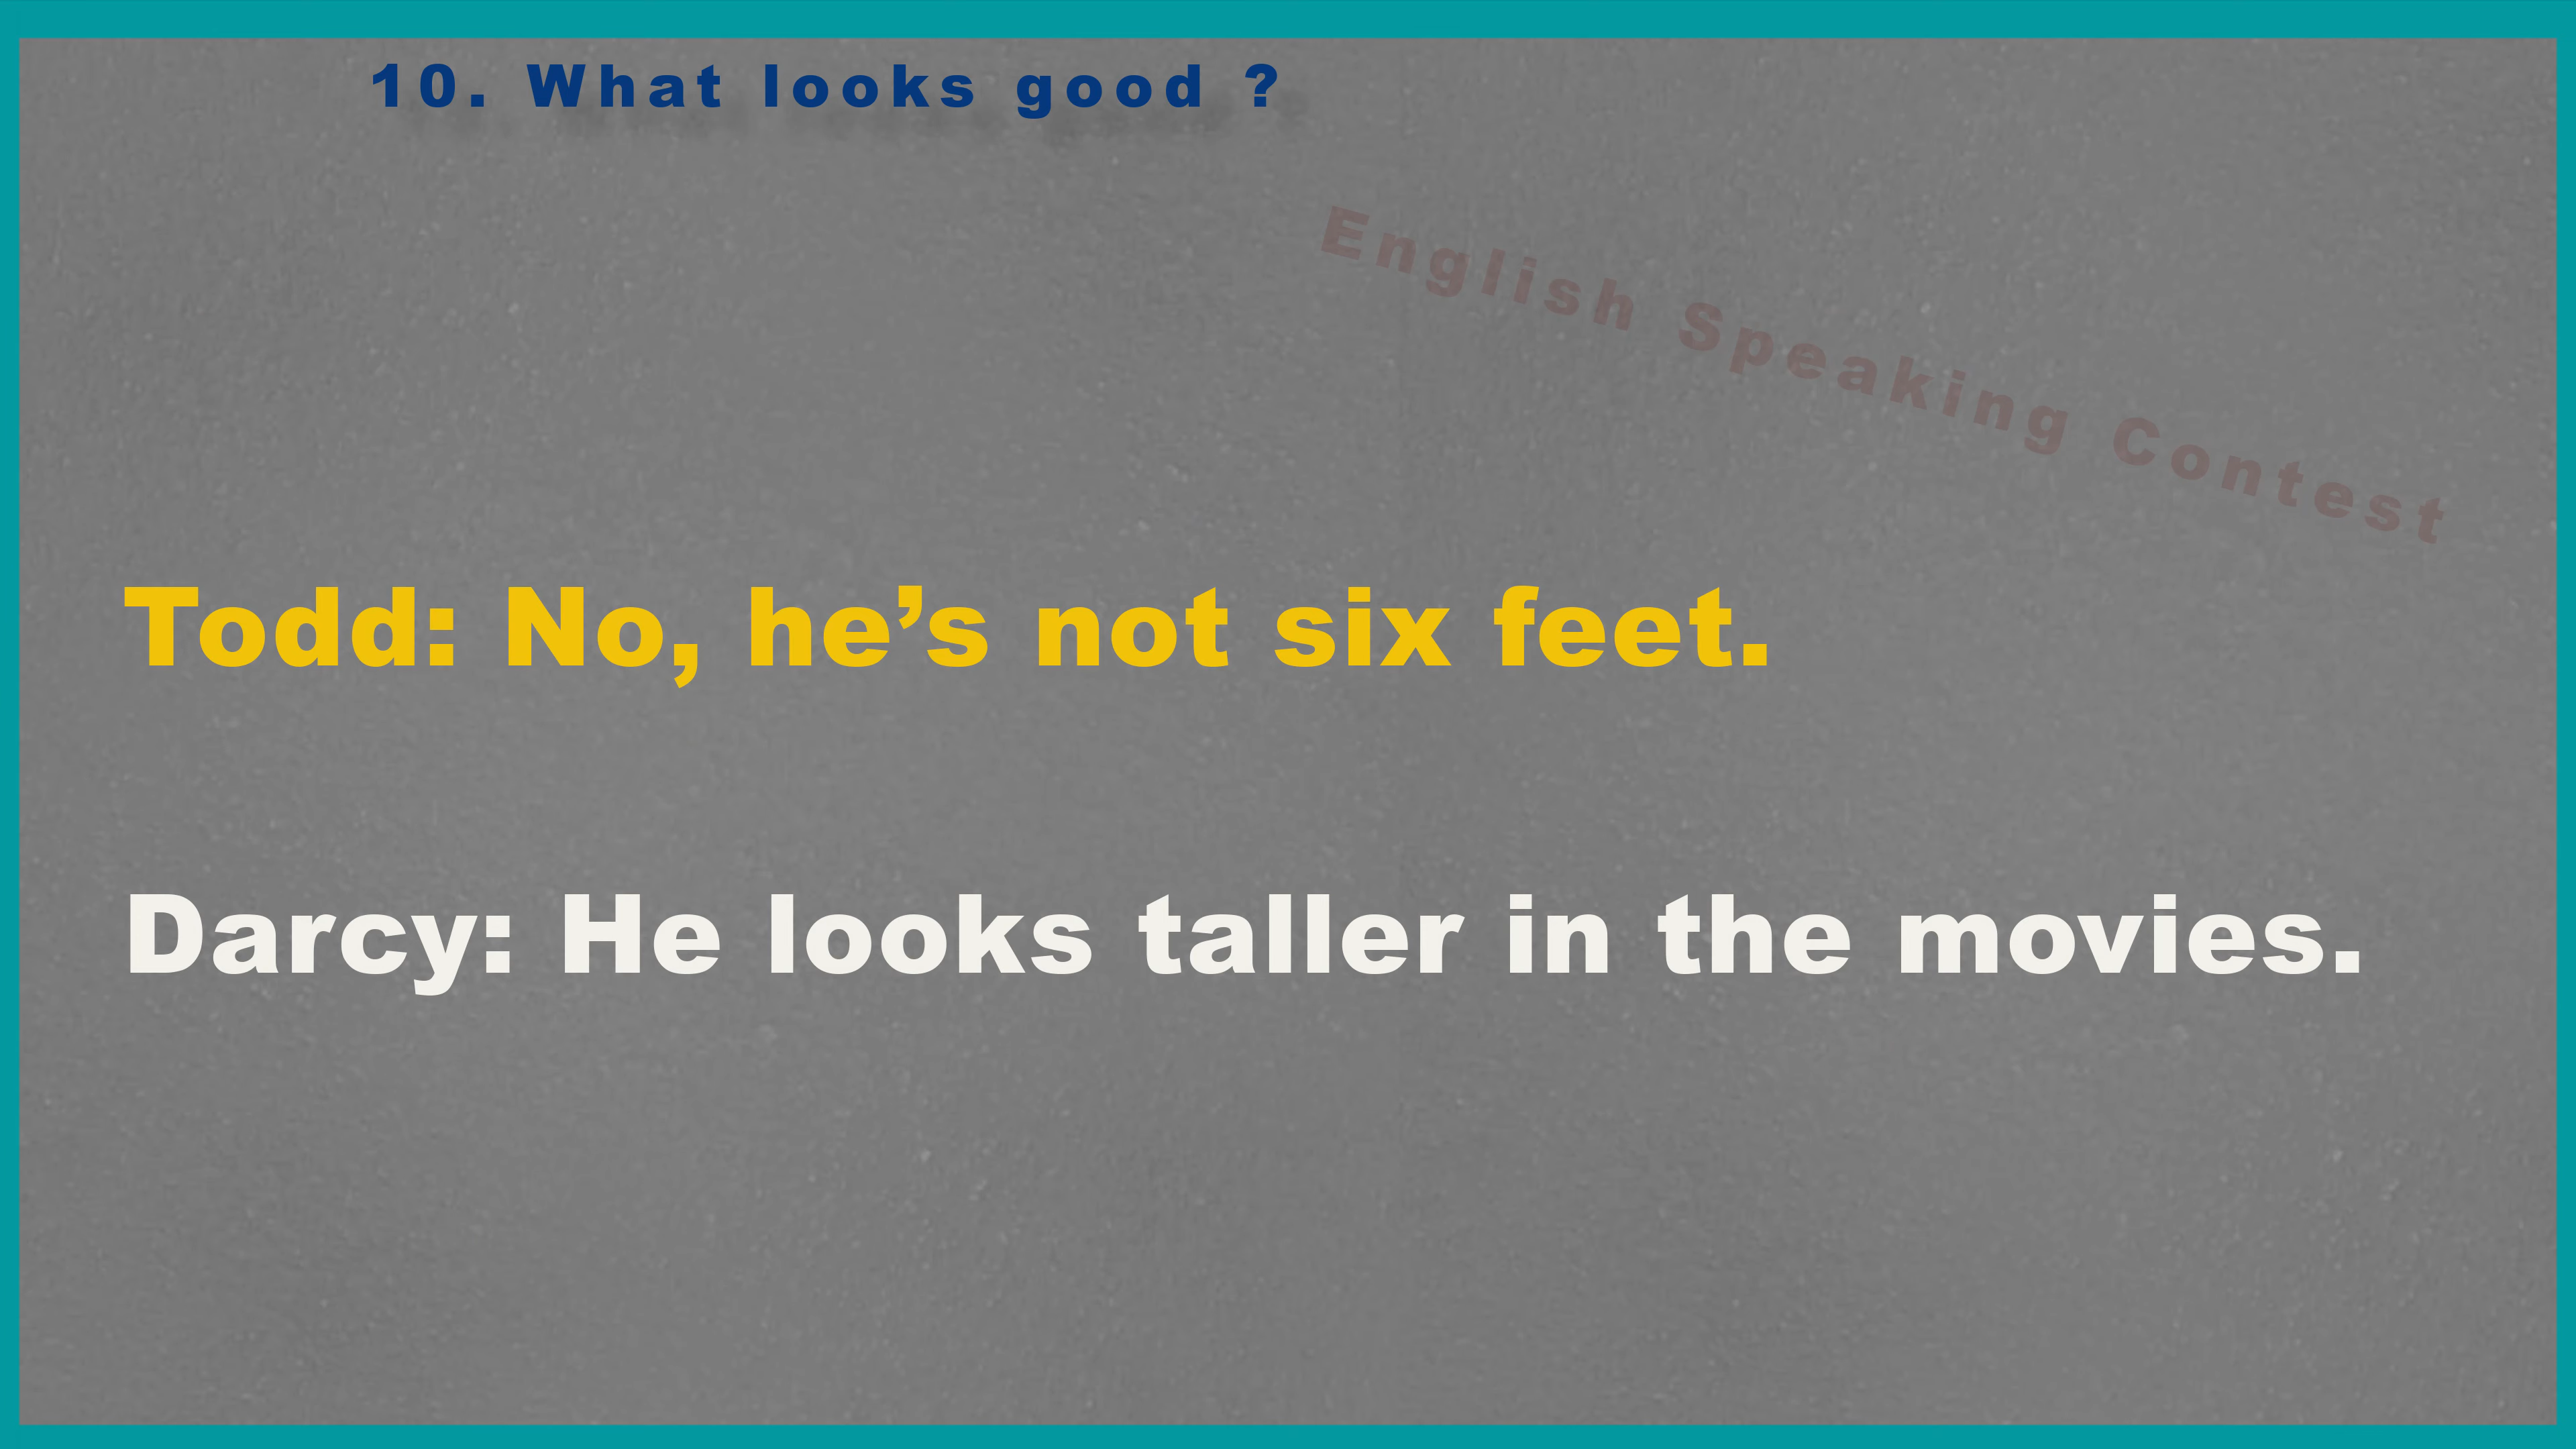 10. What looks good ?
English Speaking Contest
Todd: No, he’s not six feet.
Darcy: He looks taller in the movies.